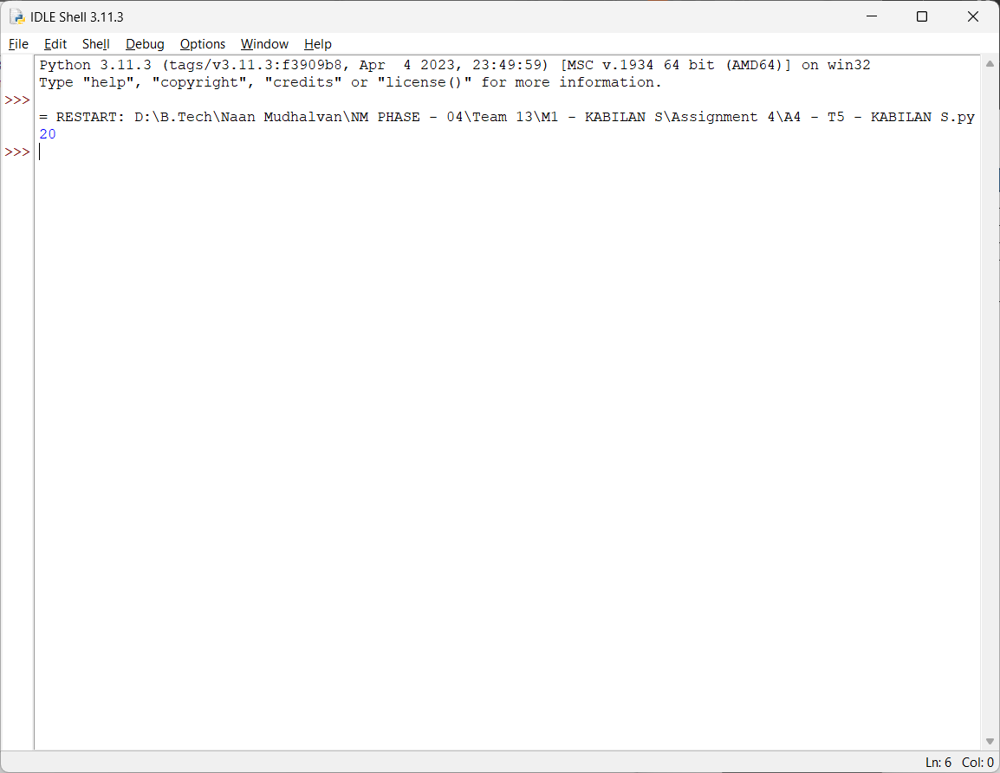 IDLE Shell 3.11.3
File Edit Shell Debug Options Window Help
Python 3.11.3 (tags/v3.11.3:f3909b8, Apr  4 2023, 23:49:59) [MSC v.1934 64 bit (AMD64)] on win32
Type "help", "copyright", "credits" or "license()" for more information.
>>>
= RESTART: D:\B.Tech\Naan Mudhalvan\NM PHASE - 04\Team 13\M1 - KABILAN S\Assignment 4\A4 - T5 - KABILAN S.py
20
>>>
Ln: 6 Col: 0